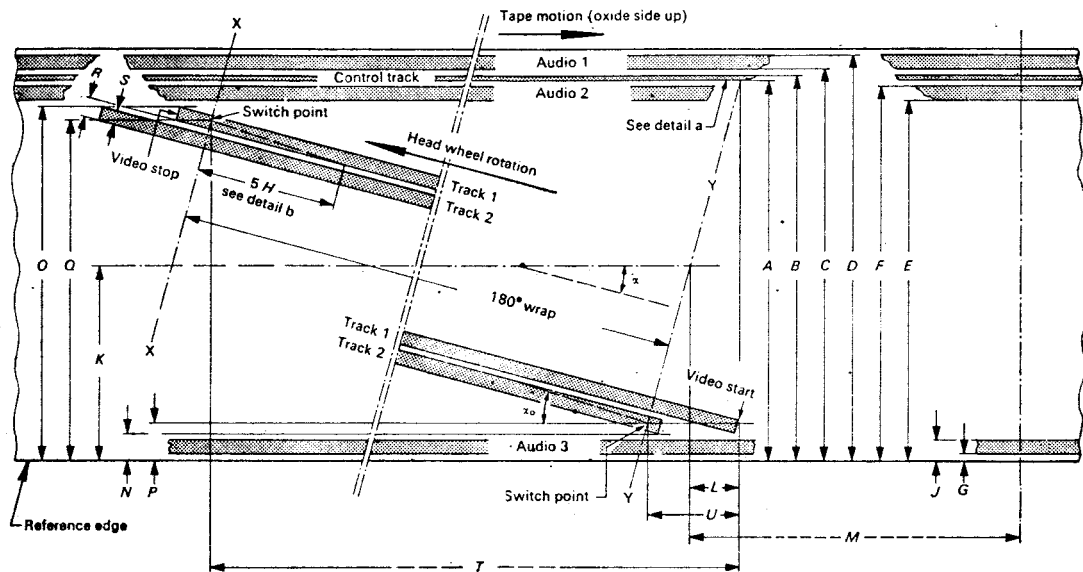 Tape motion (oxide side up)
X
Audio 1
Control track
Audio 2
R
S
Switch point
See detail a
Video stop
Head wheel rotation
5 H
see detail b
Track 1
Track 2
Y
O
Q
A
B
C
D
F
E
α
180° wrap
K
X
Track 1
Track 2
Video start
α₀
Audio 3
N
P
Switch point
Y
L
U
J
G
Reference edge
M
T